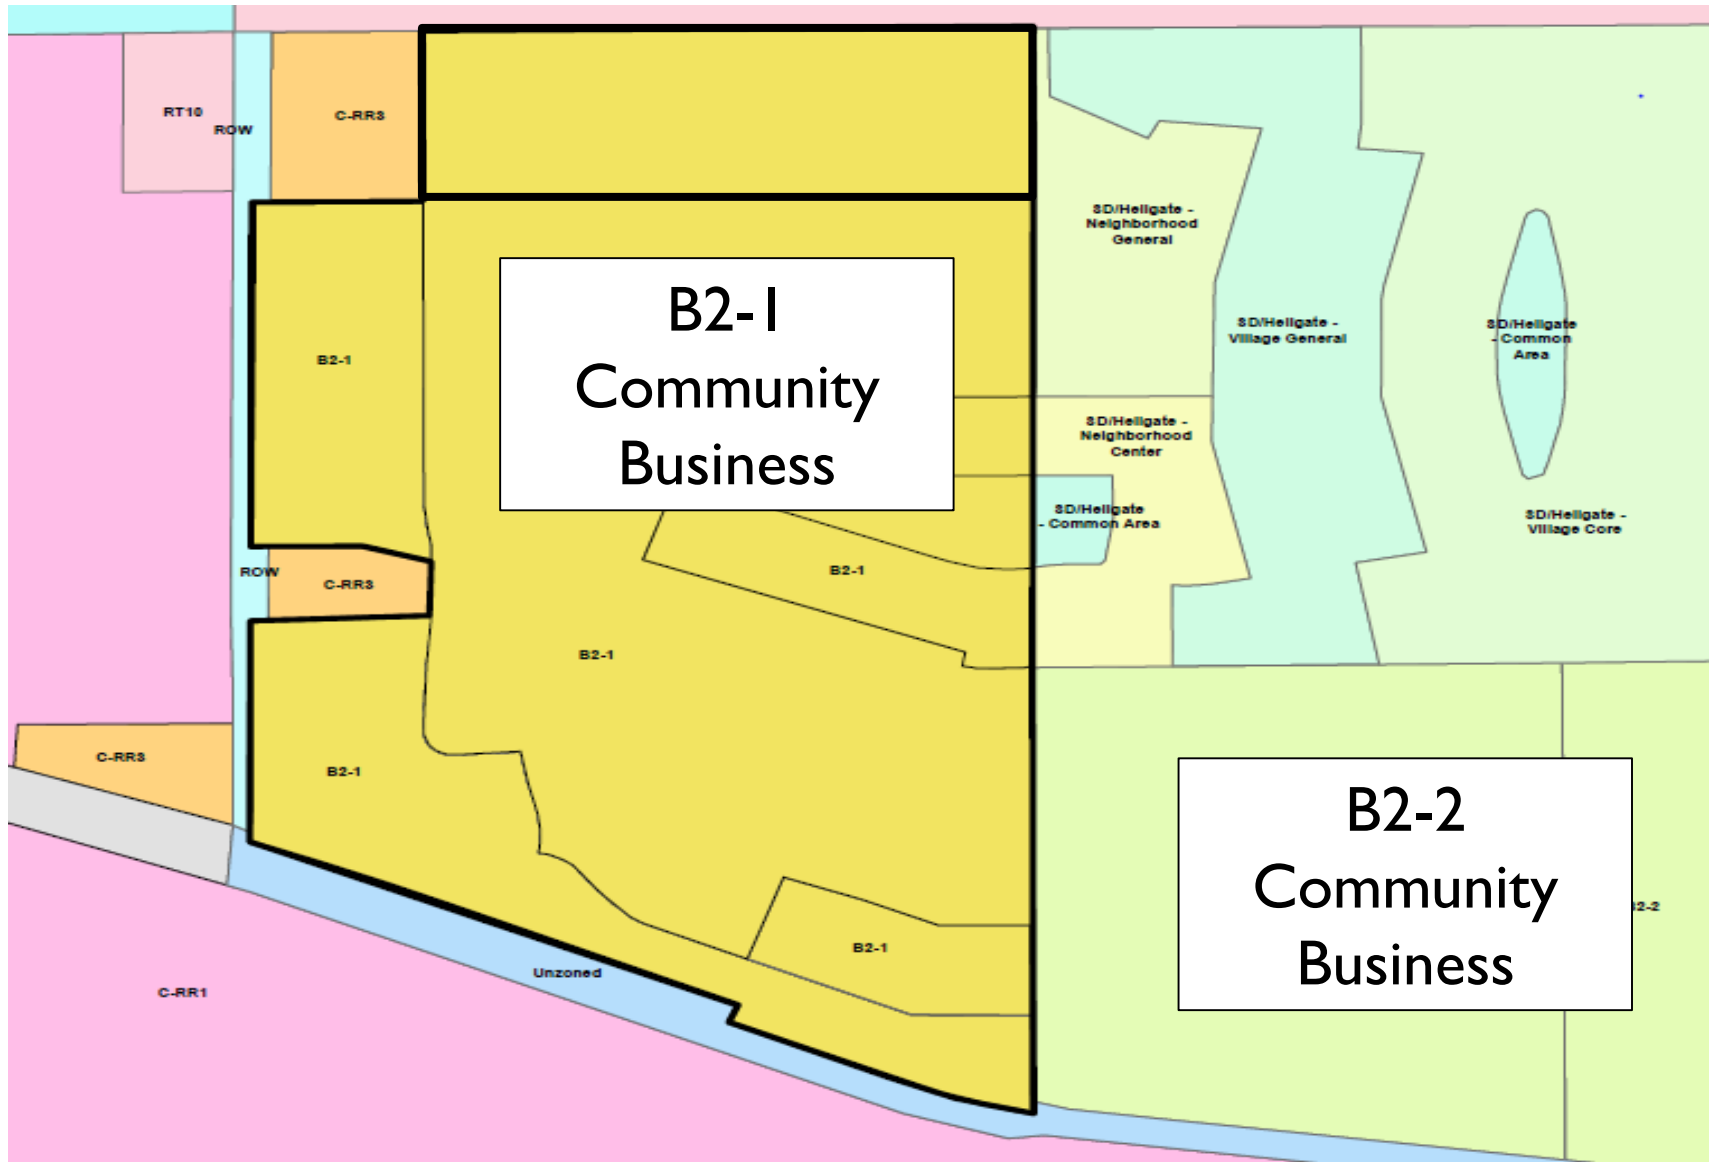 RT10
ROW
C-RR3
SD/Hellgate -
Neighborhood
General
B2-1
Community
Business
SD/Hellgate -
Village General
SD/Hellgate
- Common
Area
B2-1
SD/Hellgate -
Neighborhood
Center
SD/Hellgate
- Common Area
SD/Hellgate -
Village Core
ROW
C-RR3
B2-1
B2-1
C-RR3
B2-1
B2-2
Community
Business
B2-1
Unzoned
C-RR1